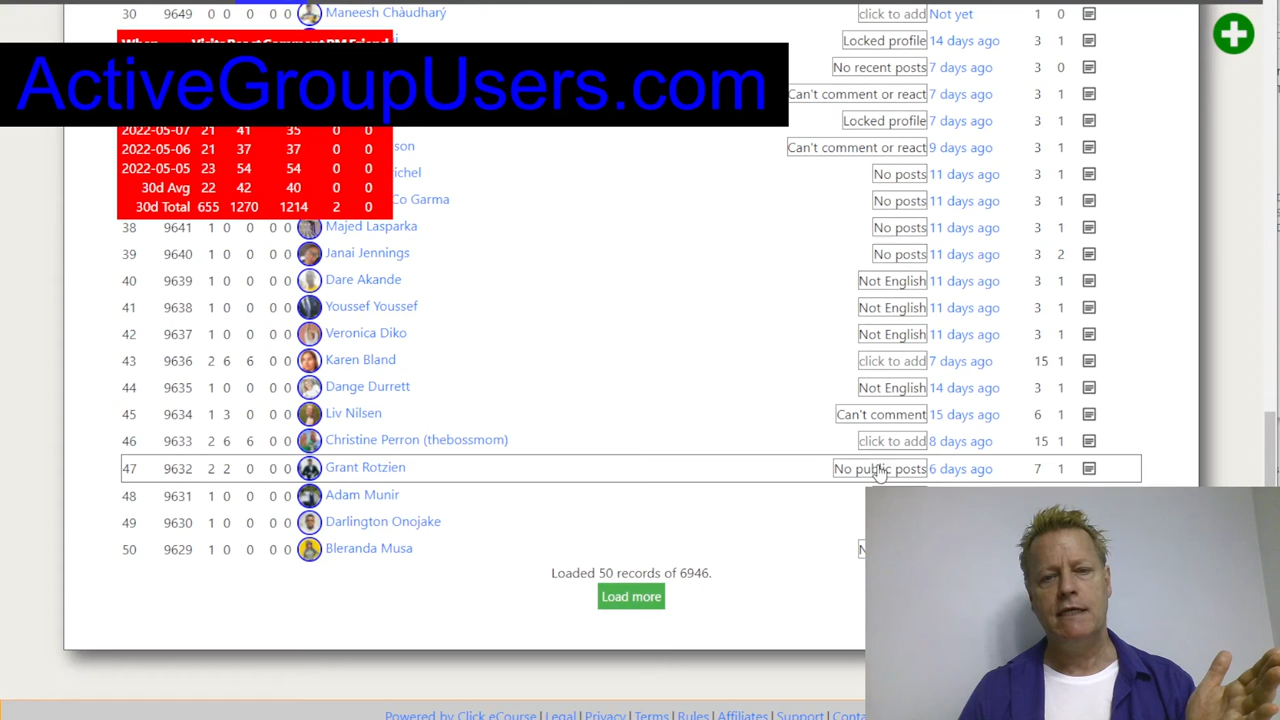 30 9649 0 0 0 0 0 Maneesh Chàudharý click to add Not yet 1 0
Locked profile 14 days ago 3 1
No recent posts 7 days ago 3 0
ActiveGroupUsers.com
Can't comment or react 7 days ago 3 1
Locked profile 7 days ago 3 1
2022-05-07 21 41 35 0 0
son Can't comment or react 9 days ago 3 1
2022-05-06 21 37 37 0 0
2022-05-05 23 54 54 0 0
ichel No posts 11 days ago 3 1
30d Avg 22 42 40 0 0
Co Garma No posts 11 days ago 3 1
30d Total 655 1270 1214 2 0
38 9641 1 0 0 0 0 Majed Lasparka No posts 11 days ago 3 1
39 9640 1 0 0 0 0 Janai Jennings No posts 11 days ago 3 2
40 9639 1 0 0 0 0 Dare Akande Not English 11 days ago 3 1
41 9638 1 0 0 0 0 Youssef Youssef Not English 11 days ago 3 1
42 9637 1 0 0 0 0 Veronica Diko Not English 11 days ago 3 1
43 9636 2 6 6 0 0 Karen Bland click to add 7 days ago 15 1
44 9635 1 0 0 0 0 Dange Durrett Not English 14 days ago 3 1
45 9634 1 3 0 0 0 Liv Nilsen Can't comment 15 days ago 6 1
46 9633 2 6 6 0 0 Christine Perron (thebossmom) click to add 8 days ago 15 1
47 9632 2 2 0 0 0 Grant Rotzien No public posts 6 days ago 7 1
48 9631 1 0 0 0 0 Adam Munir
49 9630 1 0 0 0 0 Darlington Onojake
50 9629 1 0 0 0 0 Bleranda Musa
Loaded 50 records of 6946.
Load more
Powered by Click eCourse | Legal | Privacy | Terms | Rules | Affiliates | Support | Conta